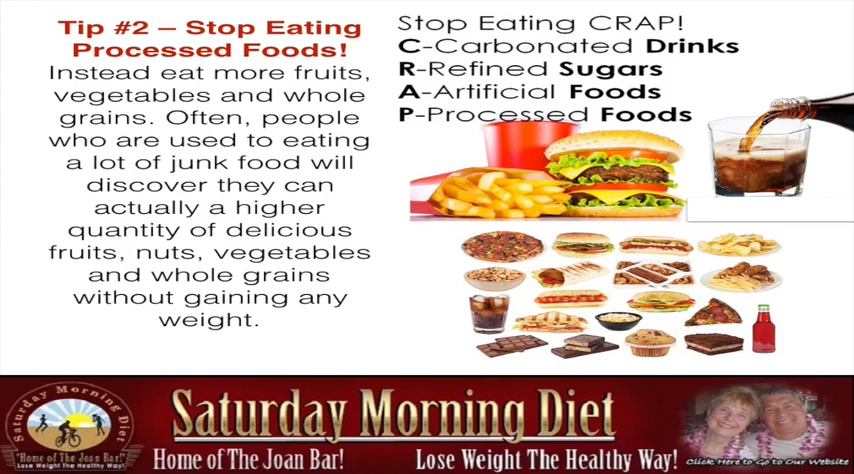 Tip #2 – Stop Eating
Processed Foods!
Instead eat more fruits,
vegetables and whole
grains. Often, people
who are used to eating
a lot of junk food will
discover they can
actually a higher
quantity of delicious
fruits, nuts, vegetables
and whole grains
without gaining any
weight.
Stop Eating CRAP!
C-Carbonated Drinks
R-Refined Sugars
A-Artificial Foods
P-Processed Foods
Saturday Morning Diet
"Home of The Joan Bar!"
Lose Weight The Healthy Way!
Saturday Morning Diet
Home of The Joan Bar!
Lose Weight The Healthy Way!
Click Here to Go to Our Website